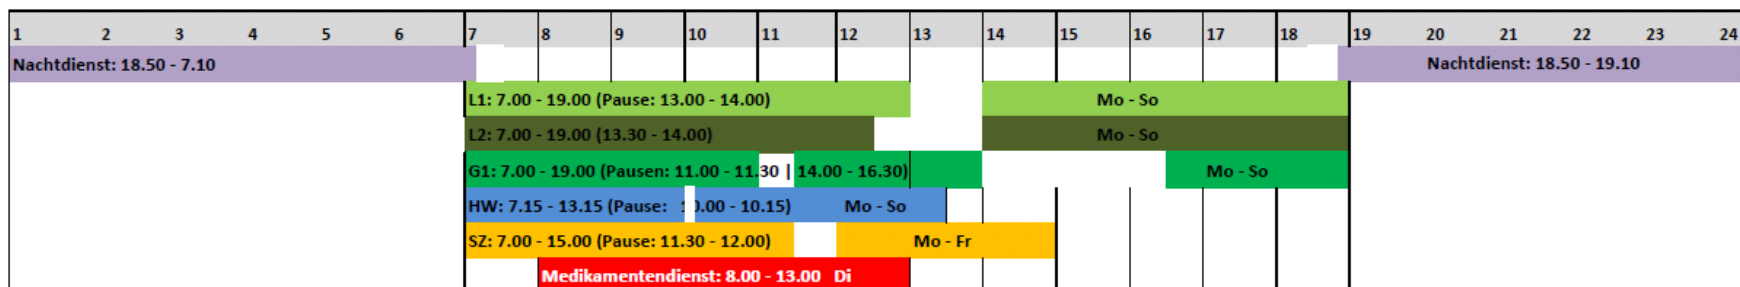 1 2 3 4 5 6 7 8 9 10 11 12 13 14 15 16 17 18 19 20 21 22 23 24
Nachtdienst: 18.50 - 7.10 Nachtdienst: 18.50 - 19.10
L1: 7.00 - 19.00 (Pause: 13.00 - 14.00) Mo - So
L2: 7.00 - 19.00 (13.30 - 14.00) Mo - So
G1: 7.00 - 19.00 (Pausen: 11.00 - 11.30 | 14.00 - 16.30) Mo - So
HW: 7.15 - 13.15 (Pause: 10.00 - 10.15) Mo - So
SZ: 7.00 - 15.00 (Pause: 11.30 - 12.00) Mo - Fr
Medikamentendienst: 8.00 - 13.00 Di